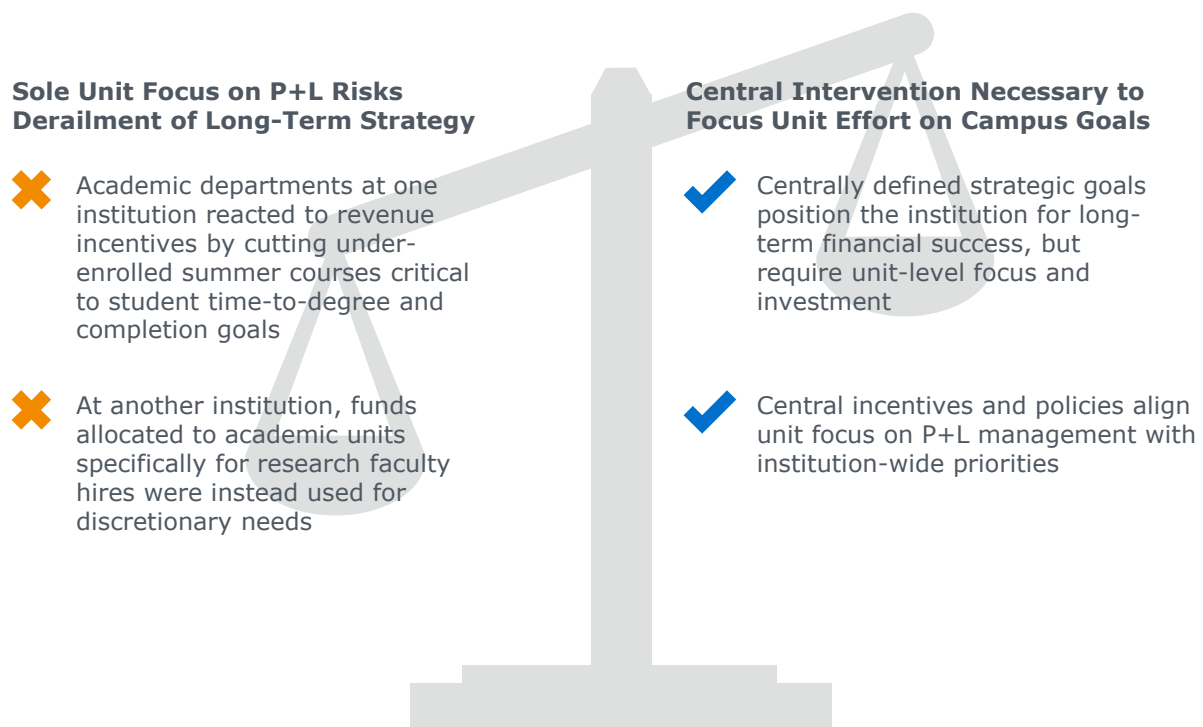 Sole Unit Focus on P+L Risks
Derailment of Long-Term Strategy
Academic departments at one
institution reacted to revenue
incentives by cutting under-
enrolled summer courses critical
to student time-to-degree and
completion goals
At another institution, funds
allocated to academic units
specifically for research faculty
hires were instead used for
discretionary needs
Central Intervention Necessary to
Focus Unit Effort on Campus Goals
Centrally defined strategic goals
position the institution for long-
term financial success, but
require unit-level focus and
investment
Central incentives and policies align
unit focus on P+L management with
institution-wide priorities